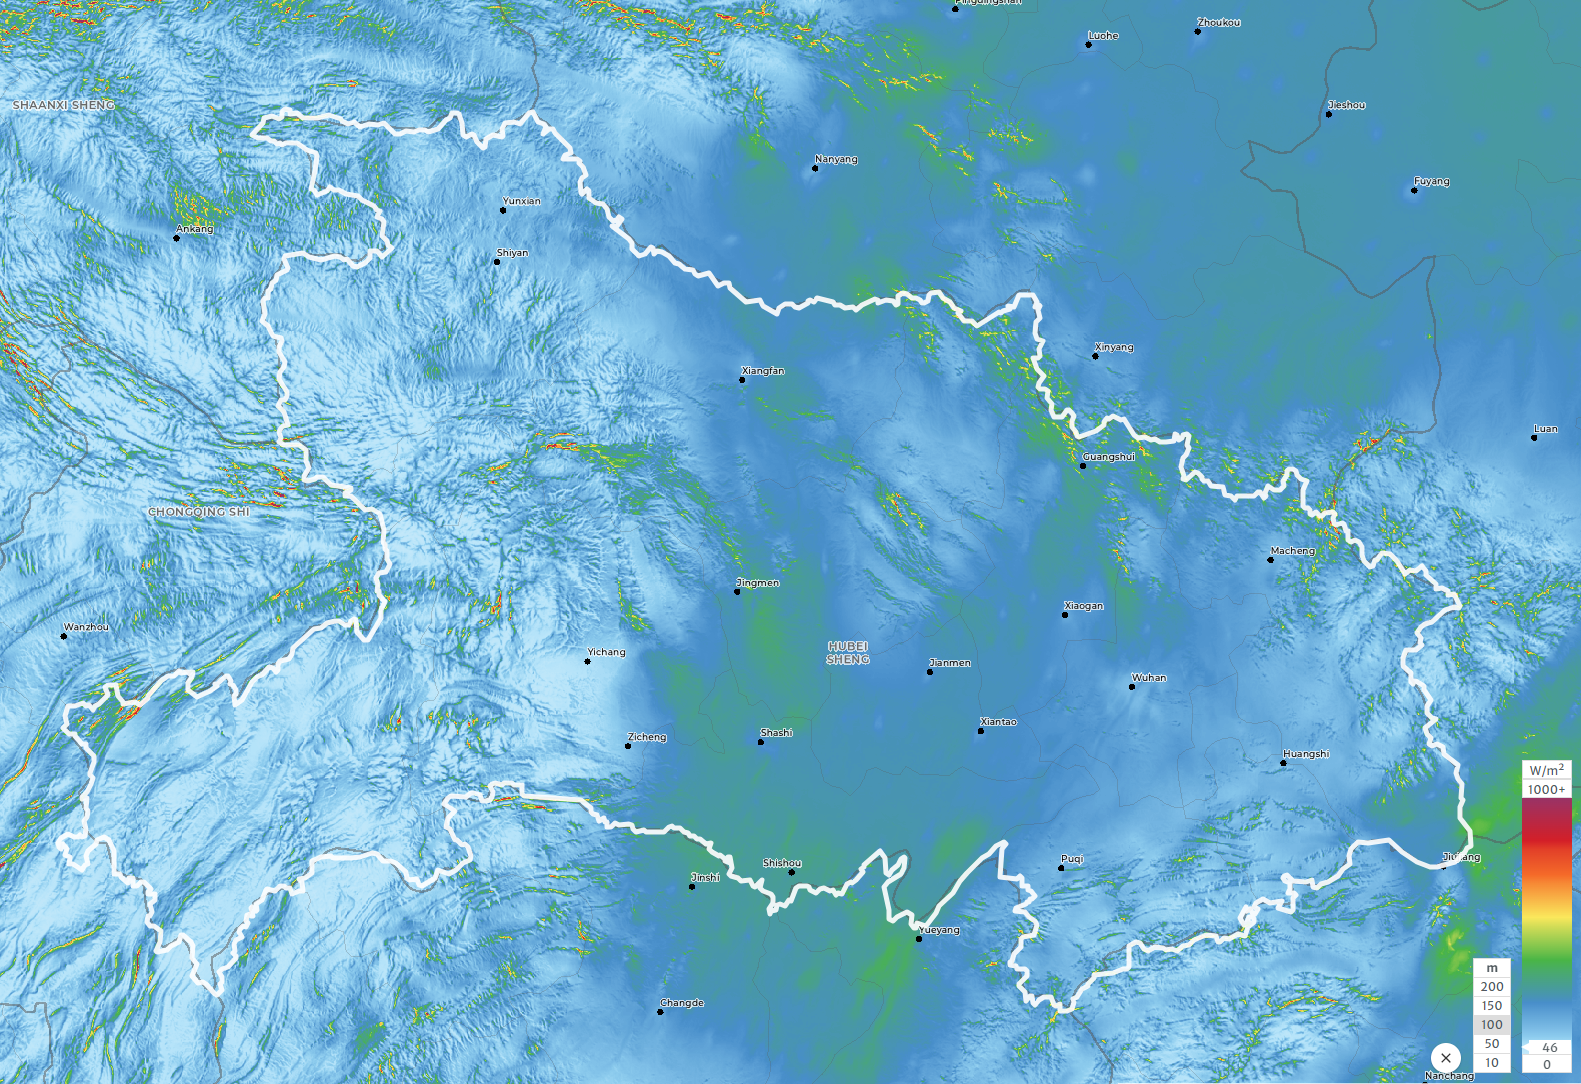 Pingdingshan
Zhoukou
Luohe
SHAANXI SHENG
Jieshou
Nanyang
Fuyang
Yunxian
Ankang
Shiyan
Xinyang
Xiangfan
Luan
Guangshui
CHONGQING SHI
Macheng
Jingmen
Xiaogan
Wanzhou
HUBEI
SHENG
Yichang
Jianmen
Wuhan
Xiantao
Shashi
Zicheng
Huangshi
W/m²
1000+
Jiujiang
Puqi
Shishou
Jinshi
Yueyang
m
200
150
Changde
100
50
46
10
0
Nanchang